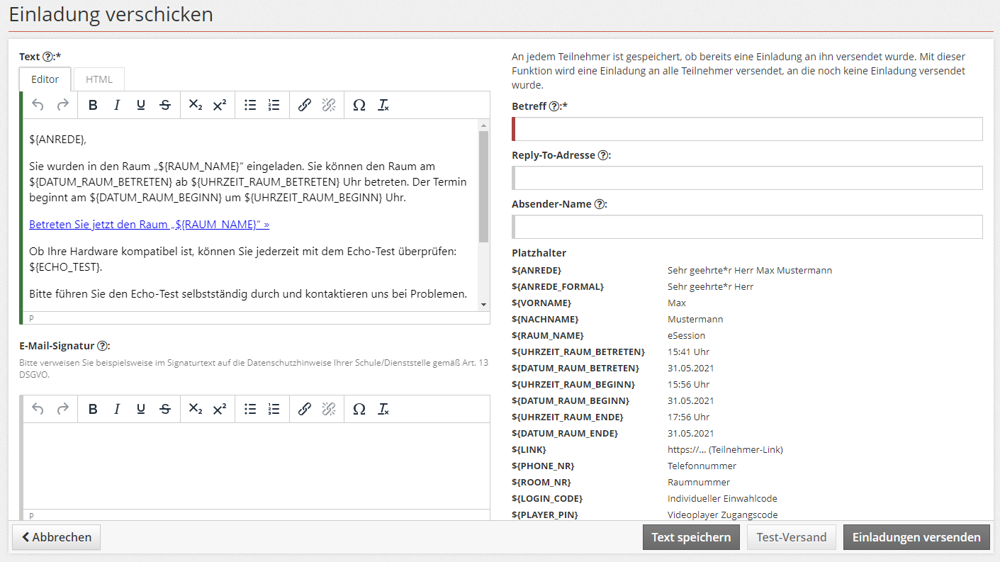 Einladung verschicken
Text ?:*
Editor
HTML
B I U S X₂ X² Ω Tx
${ANREDE},
Sie wurden in den Raum „${RAUM_NAME}“ eingeladen. Sie können den Raum am
${DATUM_RAUM_BETRETEN} ab ${UHRZEIT_RAUM_BETRETEN} Uhr betreten. Der Termin
beginnt am ${DATUM_RAUM_BEGINN} um ${UHRZEIT_RAUM_BEGINN} Uhr.
Betreten Sie jetzt den Raum „${RAUM_NAME}“ »
Ob Ihre Hardware kompatibel ist, können Sie jederzeit mit dem Echo-Test überprüfen:
${ECHO_TEST}.
Bitte führen Sie den Echo-Test selbstständig durch und kontaktieren uns bei Problemen.
P
E-Mail-Signatur ?:
Bitte verweisen Sie beispielsweise im Signaturtext auf die Datenschutzhinweise Ihrer Schule/Dienststelle gemäß Art. 13
DSGVO.
B I U S X₂ X² Ω Tx
P
An jedem Teilnehmer ist gespeichert, ob bereits eine Einladung an ihn versendet wurde. Mit dieser
Funktion wird eine Einladung an alle Teilnehmer versendet, an die noch keine Einladung versendet
wurde.
Betreff ?:*
Reply-To-Adresse ?:
Absender-Name ?:
Platzhalter
${ANREDE} Sehr geehrte*r Herr Max Mustermann
${ANREDE_FORMAL} Sehr geehrte*r Herr
${VORNAME} Max
${NACHNAME} Mustermann
${RAUM_NAME} eSession
${UHRZEIT_RAUM_BETRETEN} 15:41 Uhr
${DATUM_RAUM_BETRETEN} 31.05.2021
${UHRZEIT_RAUM_BEGINN} 15:56 Uhr
${DATUM_RAUM_BEGINN} 31.05.2021
${UHRZEIT_RAUM_ENDE} 17:56 Uhr
${DATUM_RAUM_ENDE} 31.05.2021
${LINK} https://... (Teilnehmer-Link)
${PHONE_NR} Telefonnummer
${ROOM_NR} Raumnummer
${LOGIN_CODE} Individueller Einwahlcode
${PLAYER_PIN} Videoplayer Zugangscode
Abbrechen
Text speichern
Test-Versand
Einladungen versenden